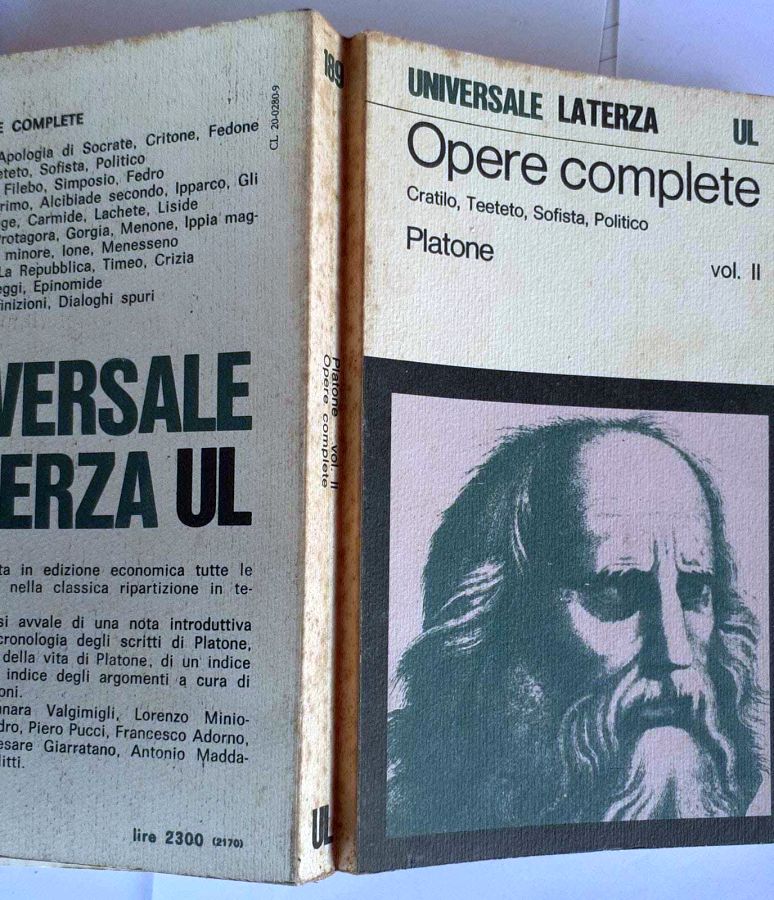 E COMPLETE
Apologia di Socrate, Critone, Fedone
eteto, Sofista, Politico
Filebo, Simposio, Fedro
rimo, Alcibiade secondo, Ipparco, Gli
ge, Carmide, Lachete, Liside
Protagora, Gorgia, Menone, Ippia mag-
minore, Ione, Menesseno
La Repubblica, Timeo, Crizia
eggi, Epinomide
finizioni, Dialoghi spuri
CL 20-0280-9
VERSALE
ERZA UL
ta in edizione economica tutte le
nella classica ripartizione in te-
si avvale di una nota introduttiva
cronologia degli scritti di Platone,
della vita di Platone, di un indice
indice degli argomenti a cura di
oni.
nnara Valgimigli, Lorenzo Minio-
dro, Piero Pucci, Francesco Adorno,
esare Giarratano, Antonio Madda-
litti.
lire 2300 (2170)
189
Platone vol. II
Opere complete
UL
UNIVERSALE LATERZA UL
Opere complete
Cratilo, Teeteto, Sofista, Politico
Platone
vol. II